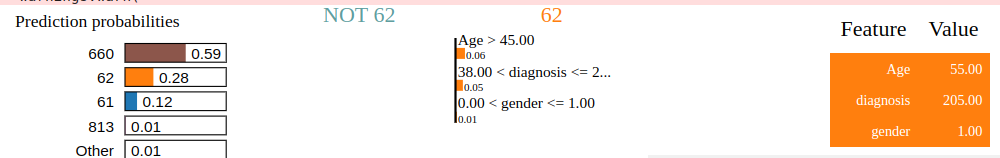 Prediction probabilities
660 0.59
62 0.28
61 0.12
813 0.01
Other 0.01
NOT 62 62
Age > 45.00
0.06
38.00 < diagnosis <= 2...
0.05
0.00 < gender <= 1.00
0.01
Feature Value
Age 55.00
diagnosis 205.00
gender 1.00